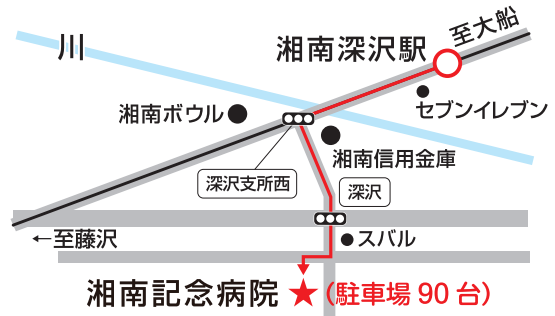 至大船
川
湘南深沢駅
セブンイレブン
湘南ボウル
湘南信用金庫
深沢支所西
深沢
←至藤沢
スバル
湘南記念病院 ★(駐車場 90 台)